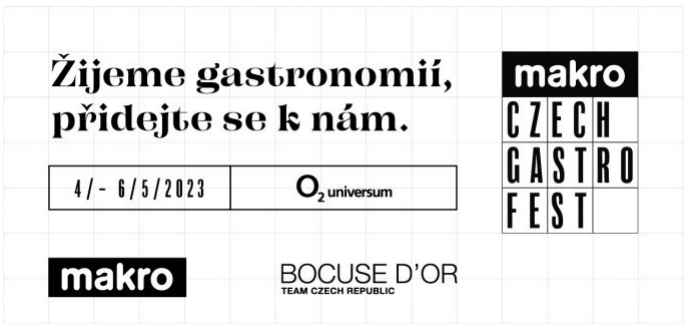 Žijeme gastronomií,
přidejte se k nám.
4/- 6/5/2023
O2 universum
makro
CZECH
GASTRO
FEST
makro
BOCUSE D'OR
TEAM CZECH REPUBLIC